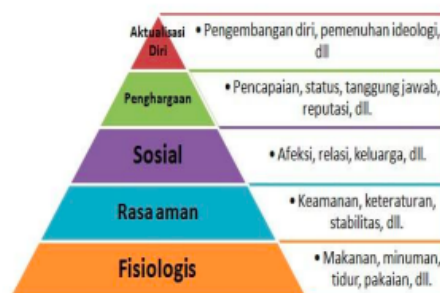 Aktualisasi
Diri
• Pengembangan diri, pemenuhan ideologi,
dll
Penghargaan
• Pencapaian, status, tanggung jawab,
reputasi, dll.
Sosial
• Afeksi, relasi, keluarga, dll.
Rasa aman
• Keamanan, keteraturan,
stabilitas, dll.
Fisiologis
• Makanan, minuman,
tidur, pakaian, dll.